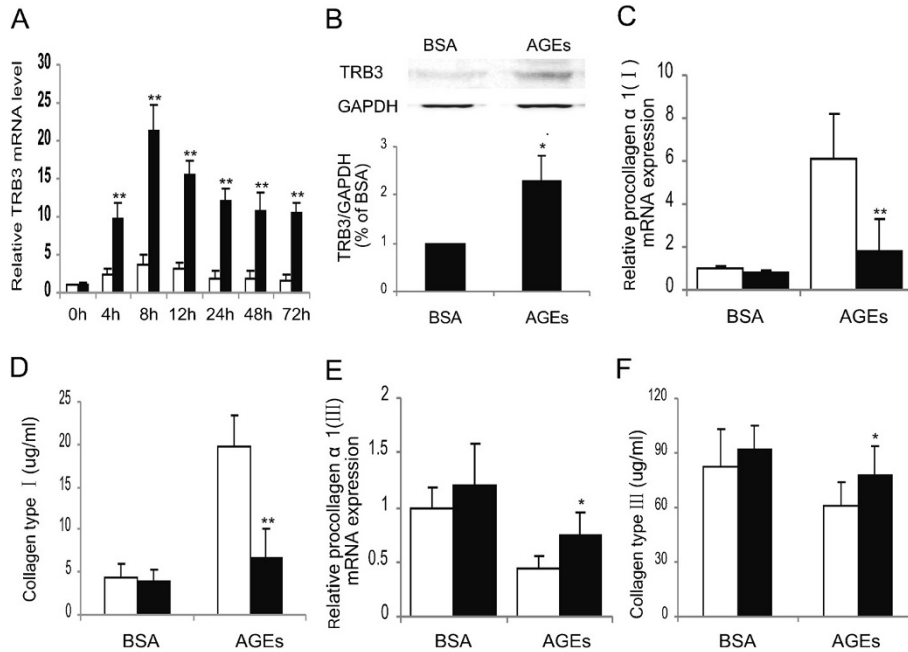 A
Relative TRB3 mRNA level
30
25
20
15
10
5
0
**
**
**
**
**
**
0h 4h 8h 12h 24h 48h 72h
B
BSA AGEs
TRB3
GAPDH
TRB3/GAPDH
(% of BSA)
4
3
2
1
0
*
BSA AGEs
C
Relative procollagen α 1(Ⅰ)
mRNA expression
10
8
6
4
2
0
**
BSA AGEs
D
Collagen type Ⅰ (ug/ml)
25
20
15
10
5
0
**
BSA AGEs
E
Relative procollagen α 1(III)
mRNA expression
2
1.5
1
0.5
0
*
BSA AGEs
F
Collagen type Ⅲ (ug/ml)
120
90
60
30
0
*
BSA AGEs